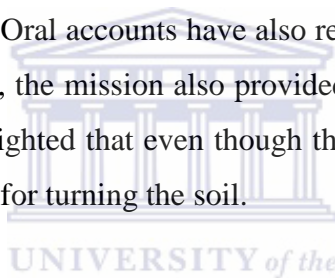 Oral accounts have also re
, the mission also provided
ighted that even though th
for turning the soil.
UNIVERSITY of the